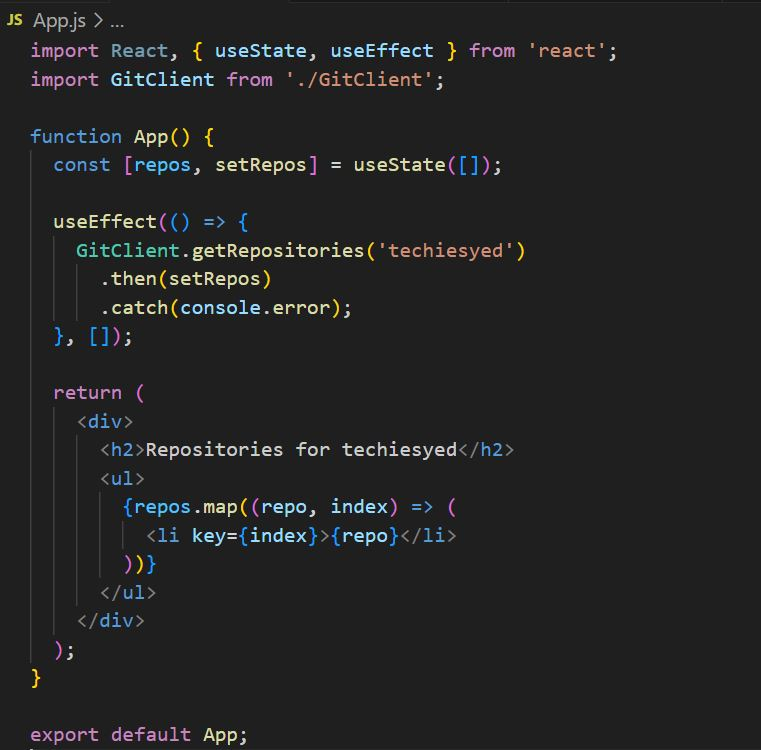 JS App.js > ...
import React, { useState, useEffect } from 'react';
import GitClient from './GitClient';
function App() {
const [repos, setRepos] = useState([]);
useEffect(() => {
GitClient.getRepositories('techiesyed')
.then(setRepos)
.catch(console.error);
}, []);
return (
<div>
<h2>Repositories for techiesyed</h2>
<ul>
{repos.map((repo, index) => (
<li key={index}>{repo}</li>
))}
</ul>
</div>
);
}
export default App;